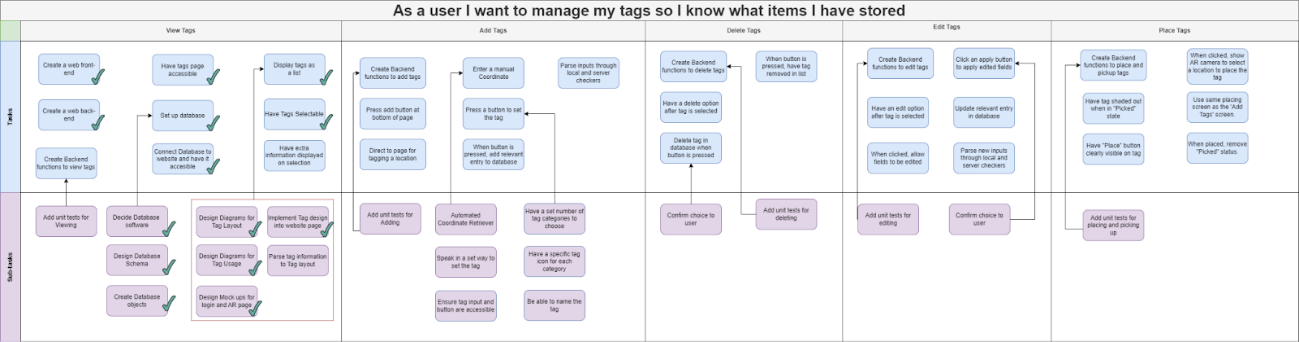 As a user I want to manage my tags so I know what items I have stored
View Tags
Add Tags
Delete Tags
Edit Tags
Place Tags
Tasks
Create a web front-
end
Have tags page
accessible
Display tags as
a list
Create a web back-
end
Set up database
Have Tags Selectable
Create Backend
functions to view tags
Connect Database to
website and have it
accesible
Have extra
information displayed
on selection
Create Backend
functions to add tags
Enter a manual
Coordinate
Parse inputs through
local and server
checkers
Press add button at
bottom of page
Press a button to set
the tag
Direct to page for
tagging a location
When button is
pressed, add relevant
entry to database
Create Backend
functions to delete tags
When button is
pressed, have tag
removed in list
Have a delete option
after tag is selected
Delete tag in
database when
button is pressed
Create Backend
functions to edit tags
Click an apply button
to apply edited fields
Have an edit option
after tag is selected
Update relevant entry
in database
When clicked, allow
fields to be edited
Parse new inputs
through local and
server checkers
Create Backend
functions to place and
pickup tags
When clicked, show
AR camera to select
a location to place the
tag
Have tag shaded out
when in "Picked"
state
Use same placing
screen as the 'Add
Tags' screen.
Have "Place" button
clearly visible on tag
When placed, remove
"Picked" status
Sub-tasks
Add unit tests for
Viewing
Decide Database
software
Design Diagrams for
Tag Layout
Implement Tag design
into website page
Design Database
Schema
Design Diagrams for
Tag Usage
Parse tag information
to Tag layout
Create Database
objects
Design Mock ups for
login and AR page
Add unit tests for
Adding
Automated
Coordinate Retriever
Have a set number of
tag categories to
choose
Speak in a set way to
set the tag
Have a specific tag
icon for each
category
Ensure tag input and
button are accessible
Be able to name the
tag
Confirm choice to
user
Add unit tests for
deleting
Add unit tests for
editing
Confirm choice to
user
Add unit tests for
placing and picking
up